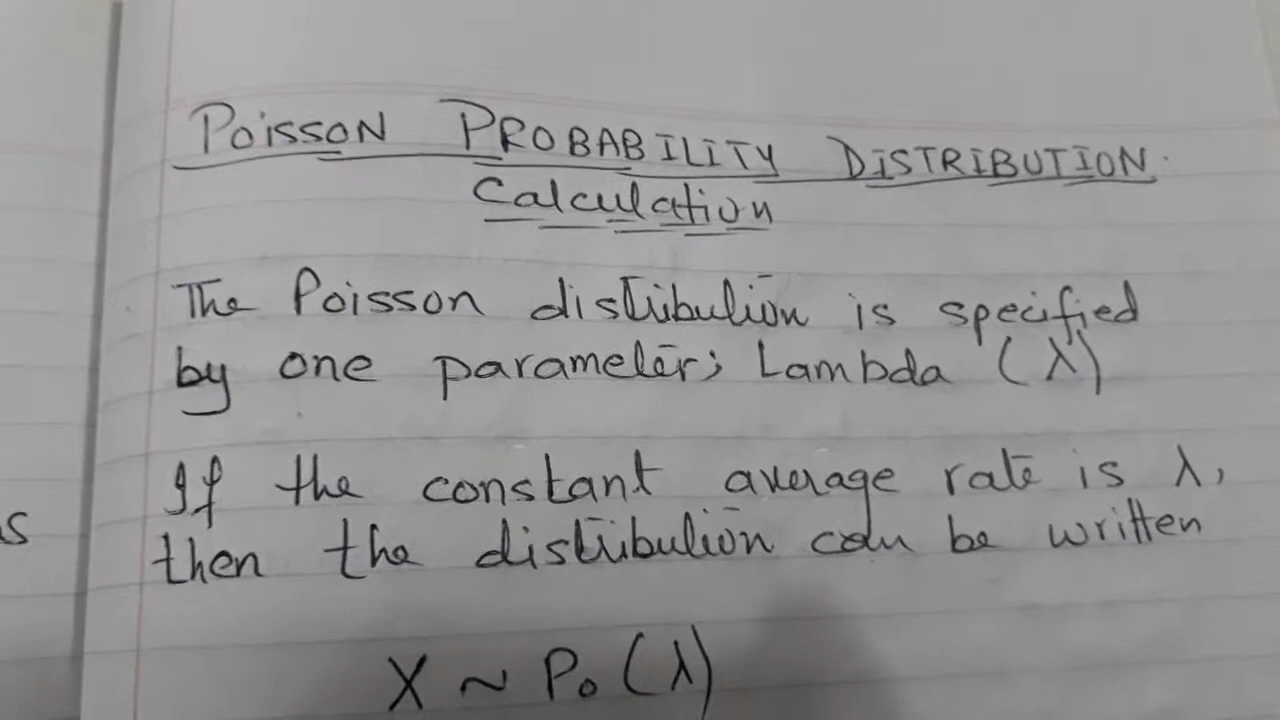 POISSON PROBABILITY DISTRIBUTION.
Calculation
The Poisson distribution is specified
by one parameter; Lambda (λ)
If the constant average rate is λ,
then the distribution can be written
s
X ~ Po (λ)